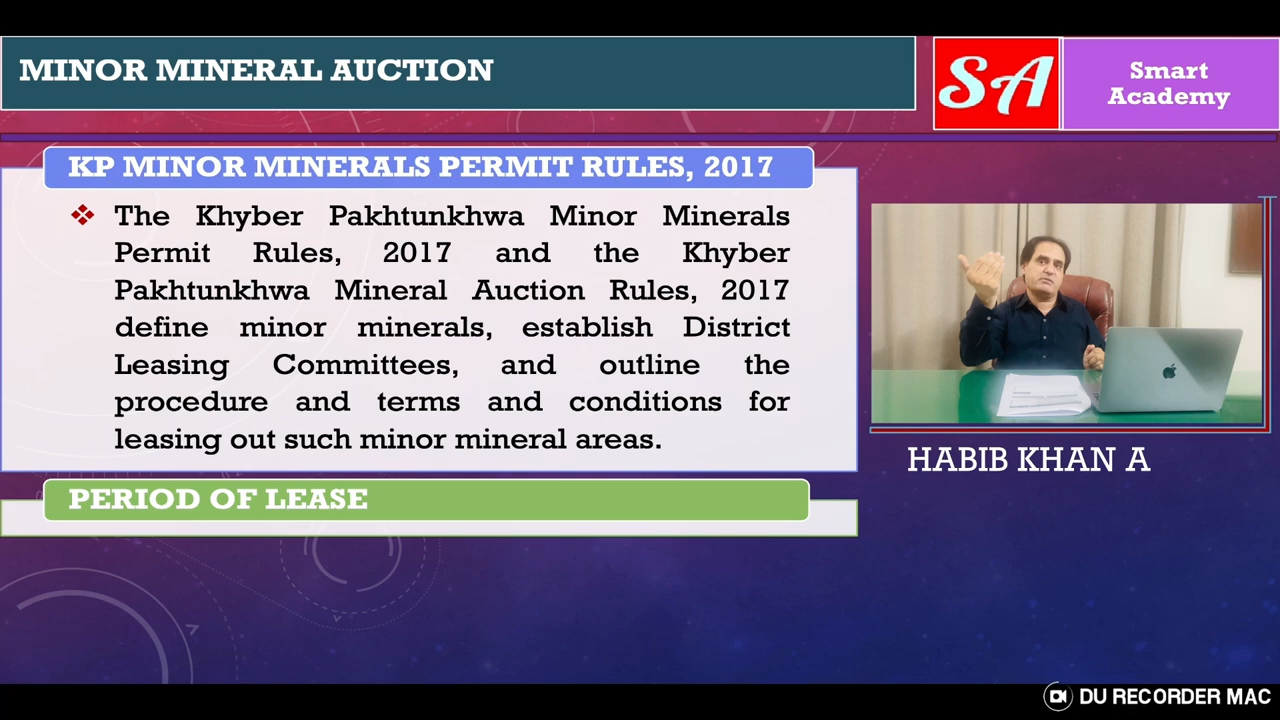 MINOR MINERAL AUCTION
SA
Smart
Academy
KP MINOR MINERALS PERMIT RULES, 2017
The Khyber Pakhtunkhwa Minor Minerals
Permit Rules, 2017 and the Khyber
Pakhtunkhwa Mineral Auction Rules, 2017
define minor minerals, establish District
Leasing Committees, and outline the
procedure and terms and conditions for
leasing out such minor mineral areas.
PERIOD OF LEASE
HABIB KHAN A
DU RECORDER MAC